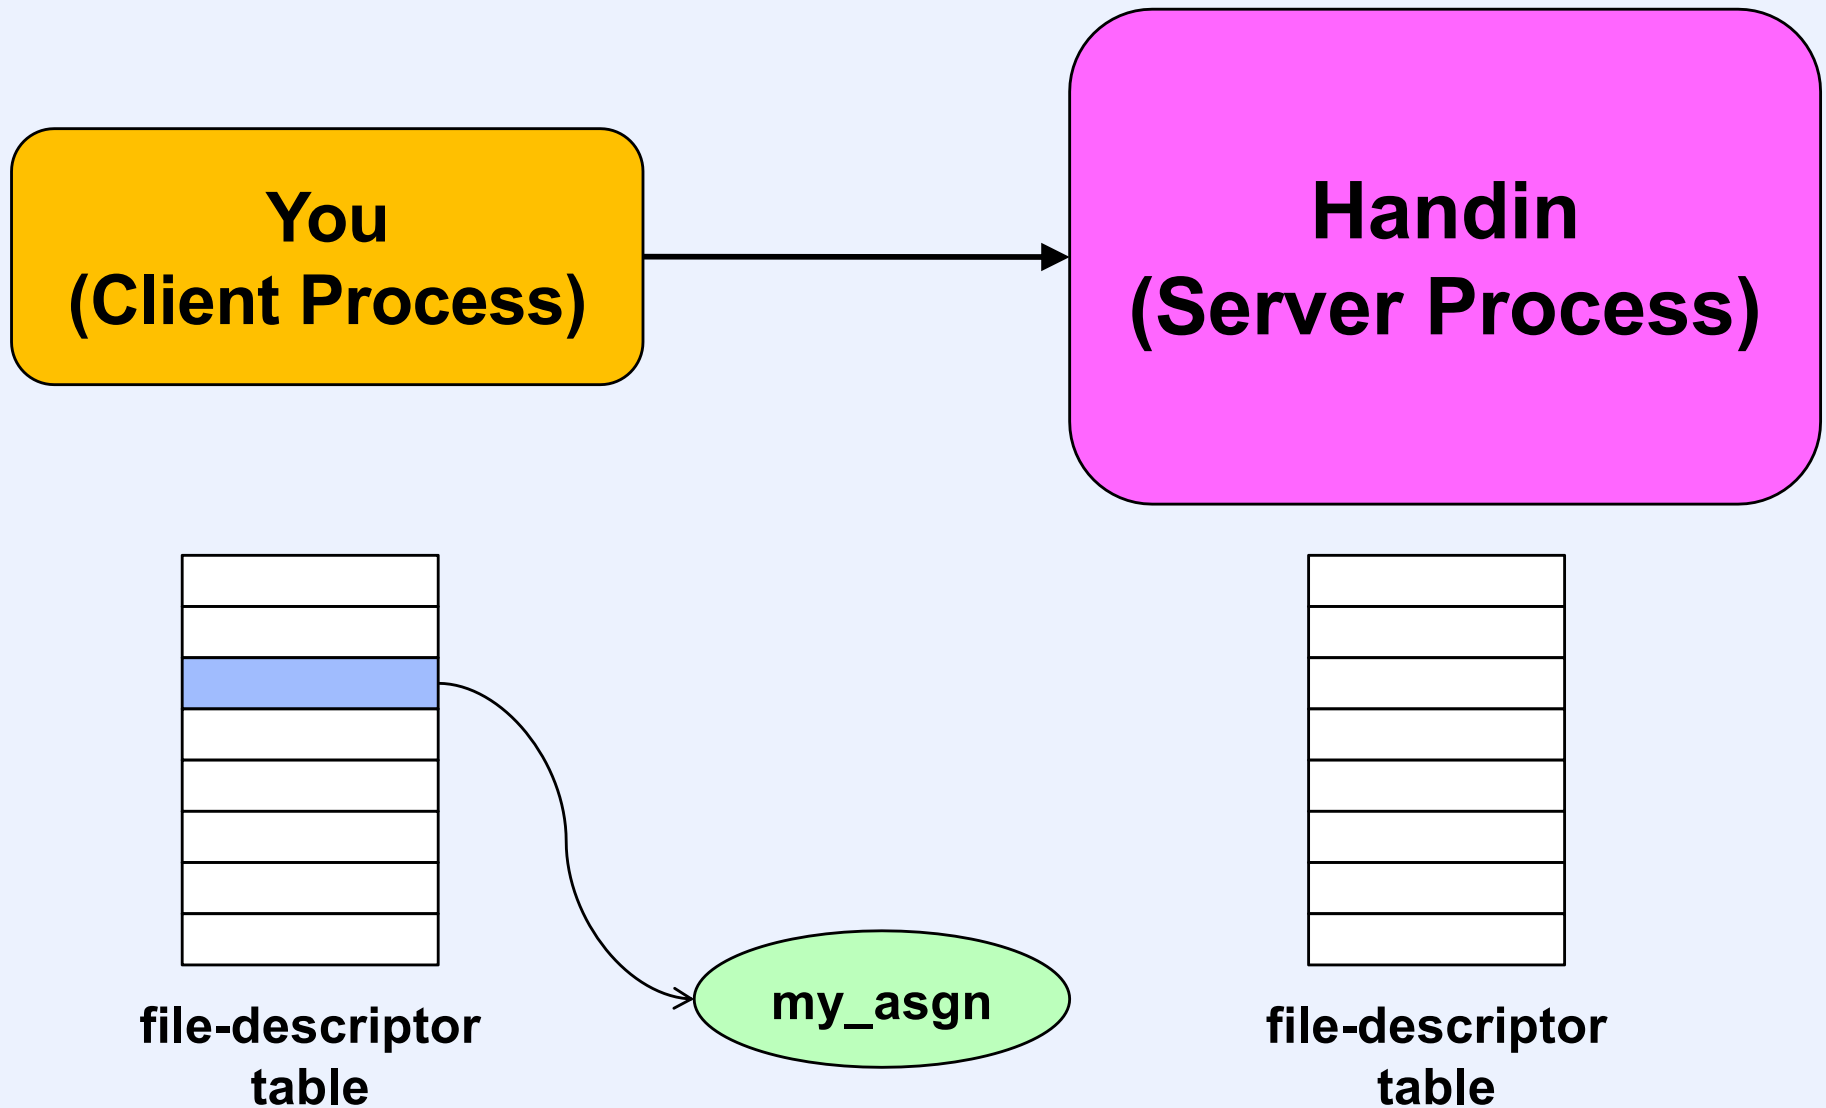 You
(Client Process)
Handin
(Server Process)
my_asgn
file-descriptor
table
file-descriptor
table